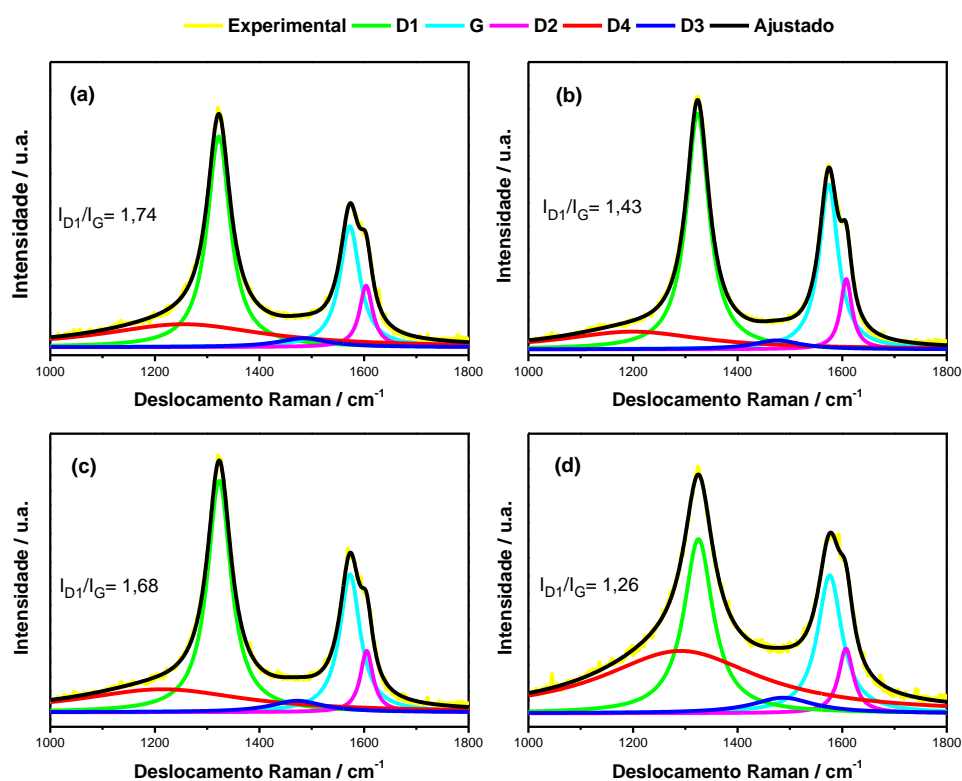 Experimental D1 G D2 D4 D3 Ajustado
(a)
I_D1/I_G= 1,74
Intensidade / u.a.
1000 1200 1400 1600 1800
Deslocamento Raman / cm⁻¹
(b)
I_D1/I_G= 1,43
Intensidade / u.a.
1000 1200 1400 1600 1800
Deslocamento Raman / cm⁻¹
(c)
I_D1/I_G= 1,68
Intensidade / u.a.
1000 1200 1400 1600 1800
Deslocamento Raman / cm⁻¹
(d)
I_D1/I_G= 1,26
Intensidade / u.a.
1000 1200 1400 1600 1800
Deslocamento Raman / cm⁻¹